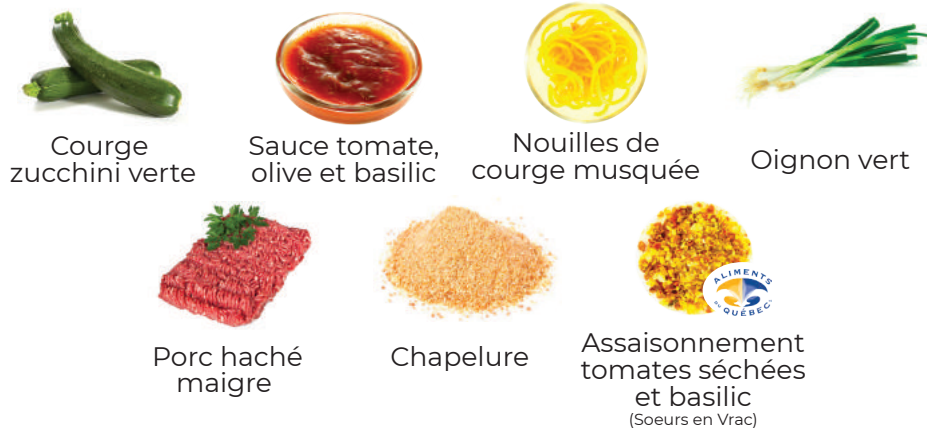 Courge
zucchini verte
Sauce tomate,
olive et basilic
Nouilles de
courge musquée
Oignon vert
Porc haché
maigre
Chapelure
Assaisonnement
tomates séchées
et basilic
(Soeurs en Vrac)
ALIMENTS
QUÉBEC